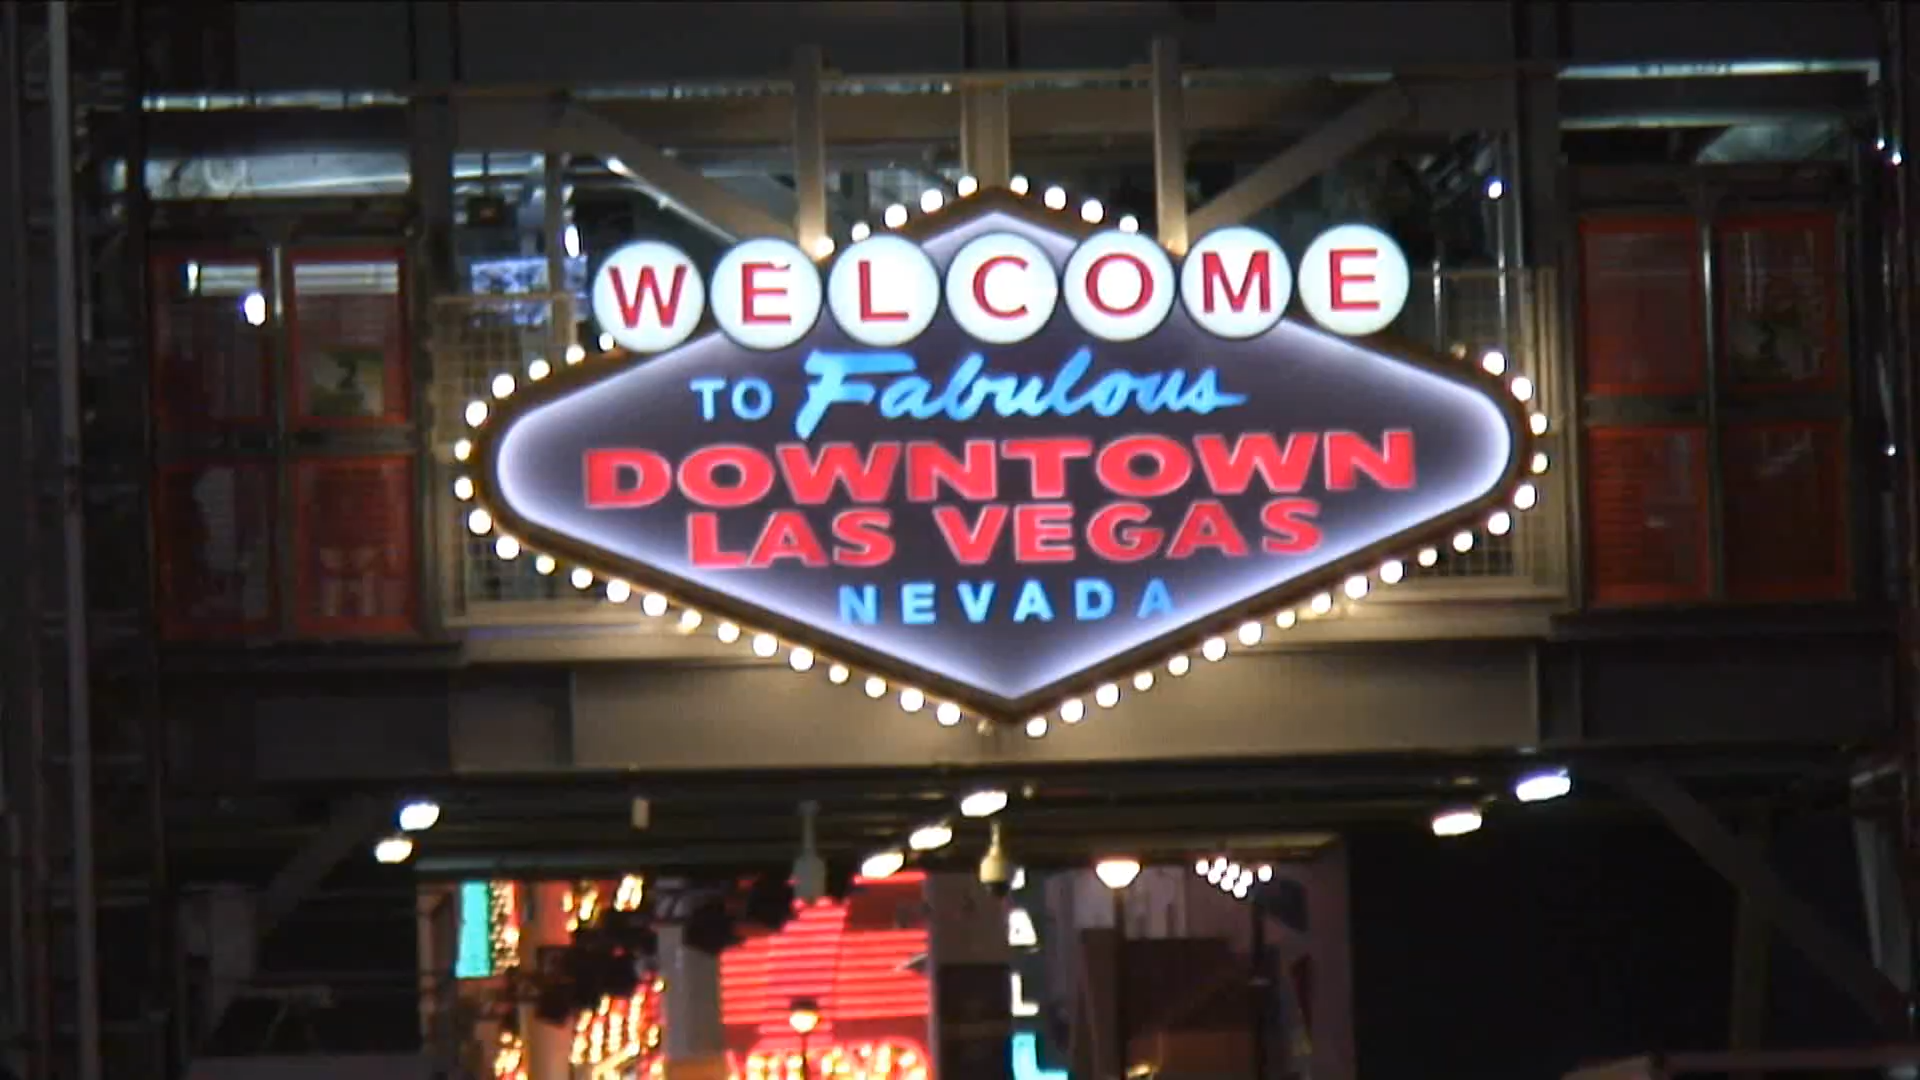 WELCOME
TO Fabulous
DOWNTOWN
LAS VEGAS
NEVADA